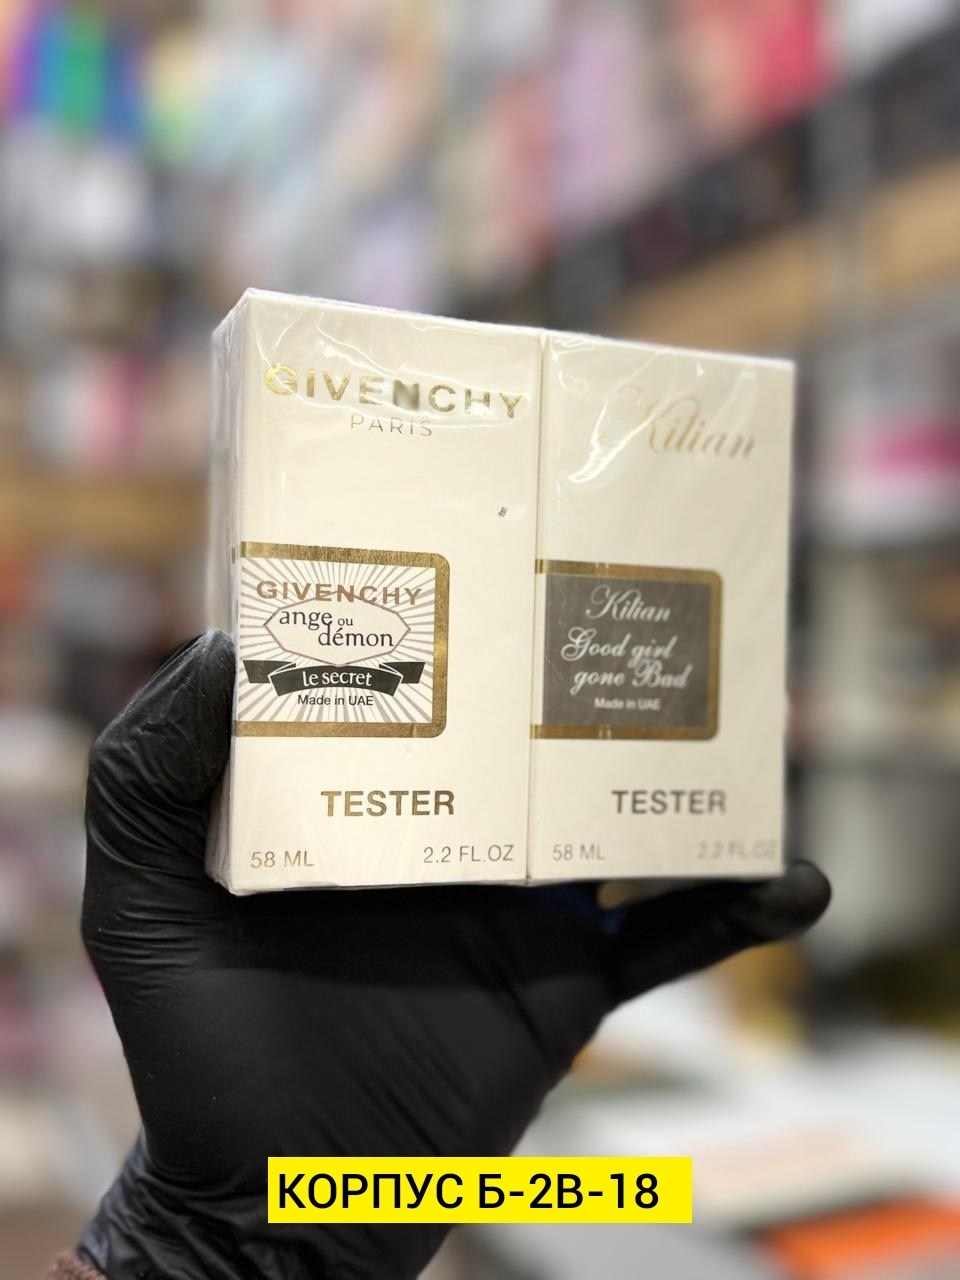 GIVENCHY
PARIS
GIVENCHY
ange ou
démon
le secret
Made in UAE
TESTER
58 ML 2.2 FL.OZ
Kilian
Kilian
Good girl
gone Bad
Made in UAE
TESTER
58 ML 2.2 FL.OZ
КОРПУС Б-2В-18